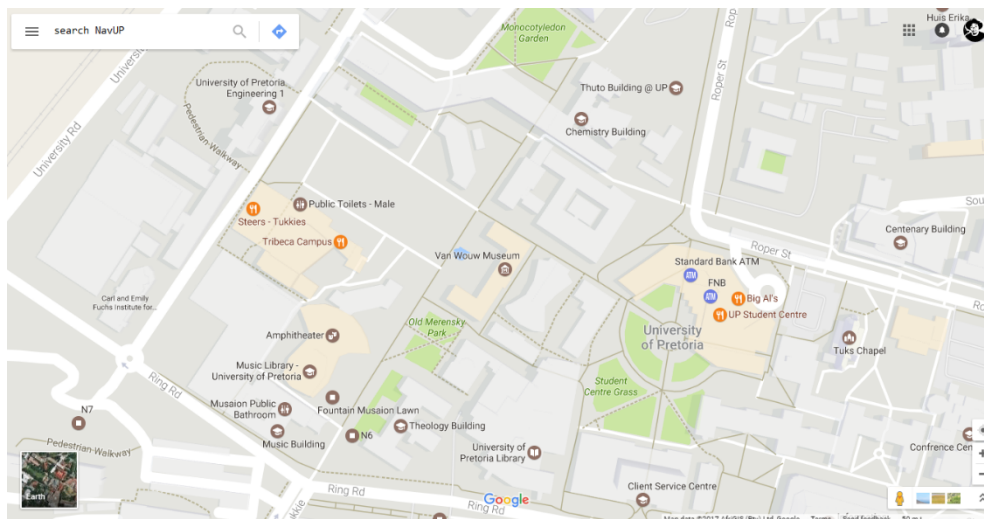 search NavUP
Monocotyledon
Garden
Huis Erika
University Rd
University of Pretoria
Engineering 1
Pedestrian-Walkway
Thuto Building @ UP
Chemistry Building
Roper St
Public Toilets - Male
Steers - Tukkies
Tribeca Campus
Van Wouw Museum
Centenary Building
Roper St
Standard Bank ATM
ATM
FNB
ATM
Big Al's
UP Student Centre
University
of Pretoria
Tuks Chapel
Carl and Emily
Fuchs Institute for...
Old Merensky
Park
Amphitheater
Music Library -
University of Pretoria
Ring Rd
Student
Centre Grass
Musaion Public
Bathroom
Fountain Musaion Lawn
N7
Music Building
N6
Theology Building
Pedestrian-Walkway
University of
Pretoria Library
Confrence Cen
Earth
Ring Rd
Google
Client Service Centre